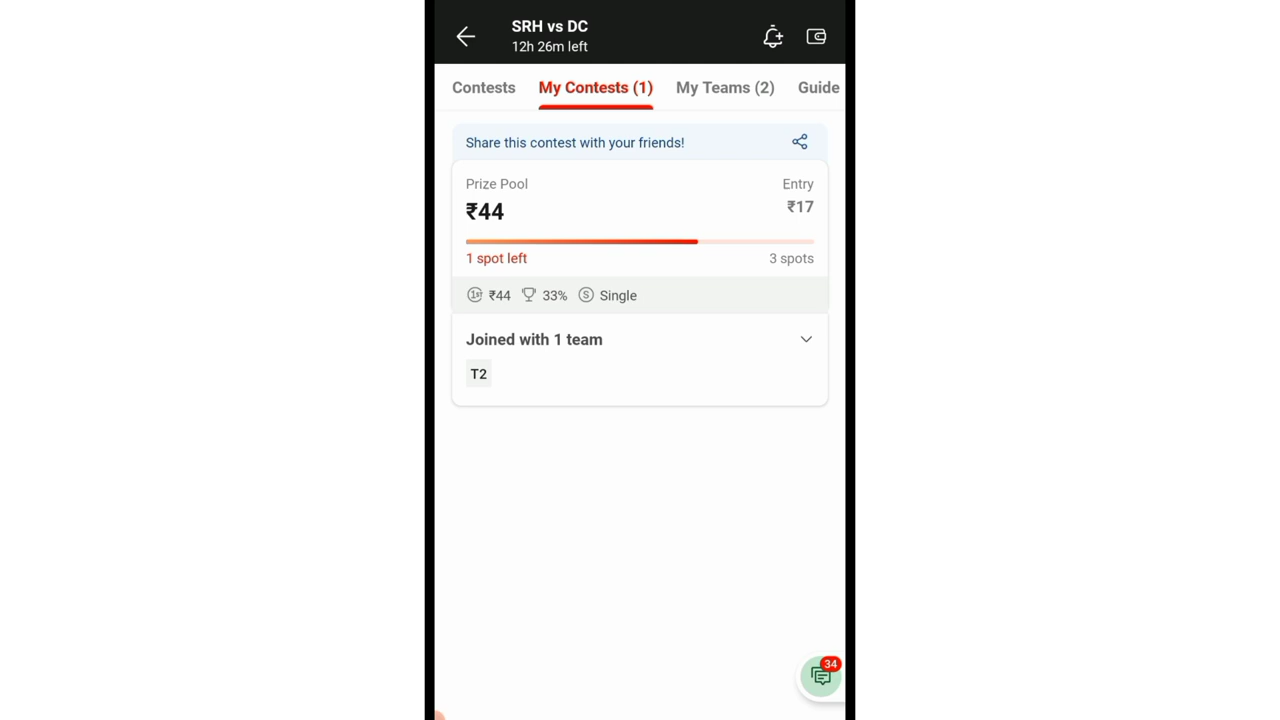 SRH vs DC
12h 26m left
Contests My Contests (1) My Teams (2) Guide
Share this contest with your friends!
Prize Pool Entry
₹44 ₹17
1 spot left 3 spots
1st ₹44 33% S Single
Joined with 1 team
T2
34